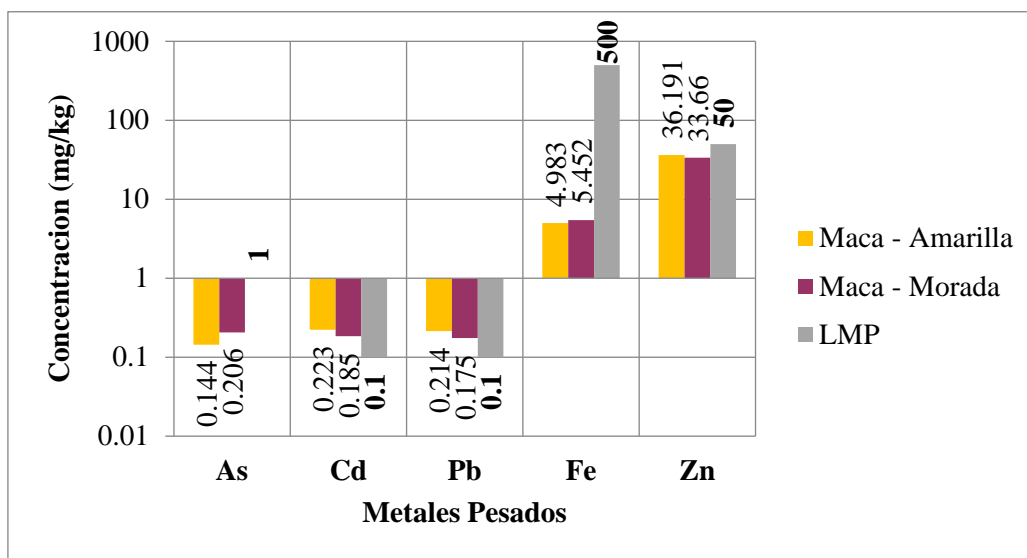 Concentracion (mg/kg)
1000
100
10
1
0.1
0.01
0.144
0.206
1
0.223
0.185
0.1
0.214
0.175
0.1
4.983
5.452
500
36.191
33.66
50
As
Cd
Pb
Fe
Zn
Metales Pesados
Maca - Amarilla
Maca - Morada
LMP